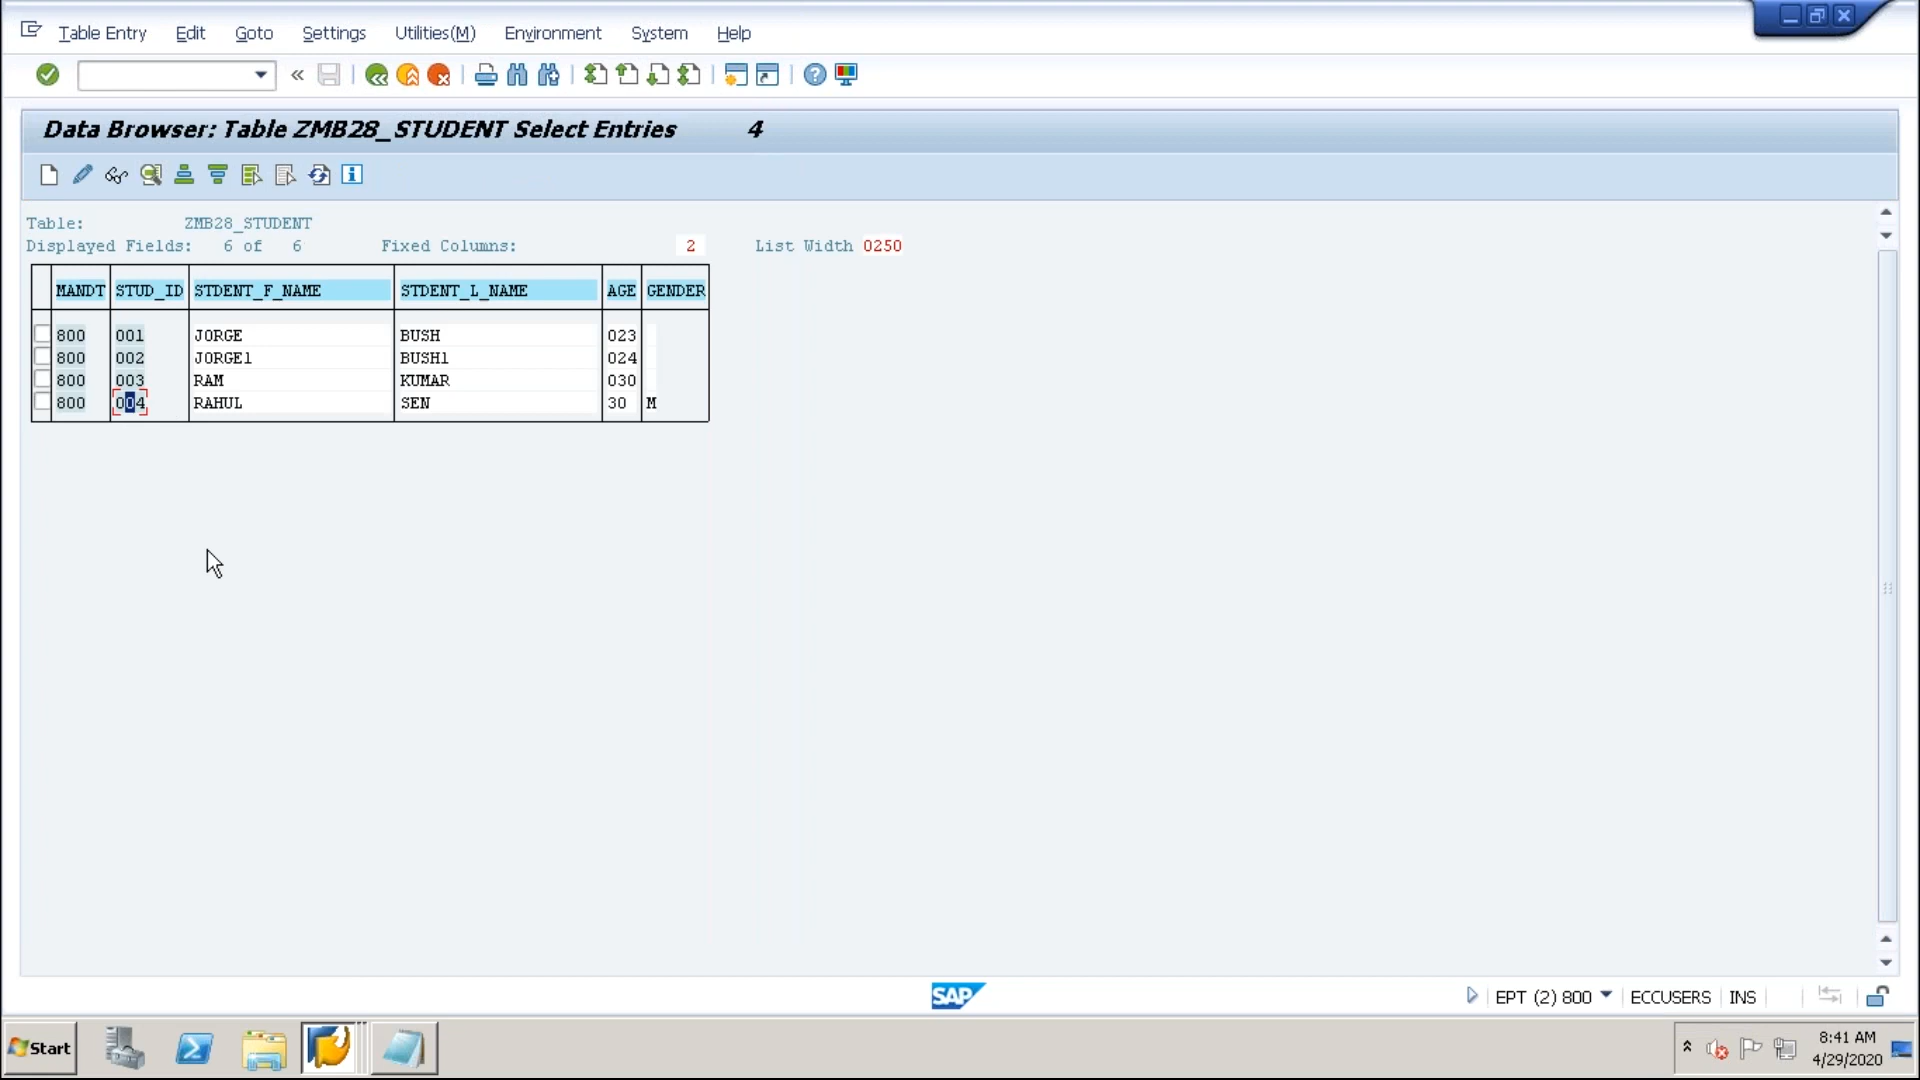 Table Entry Edit Goto Settings Utilities(M) Environment System Help
Data Browser: Table ZMB28_STUDENT Select Entries 4
Table: ZMB28_STUDENT
Displayed Fields: 6 of 6 Fixed Columns: 2 List Width 0250
MANDT STUD_ID STDENT_F_NAME STDENT_L_NAME AGE GENDER
800 001 JORGE BUSH 023
800 002 JORGE1 BUSH1 024
800 003 RAM KUMAR 030
800 004 RAHUL SEN 30 M
SAP
EPT (2) 800 ECCUSERS INS
Start
8:41 AM
4/29/2020